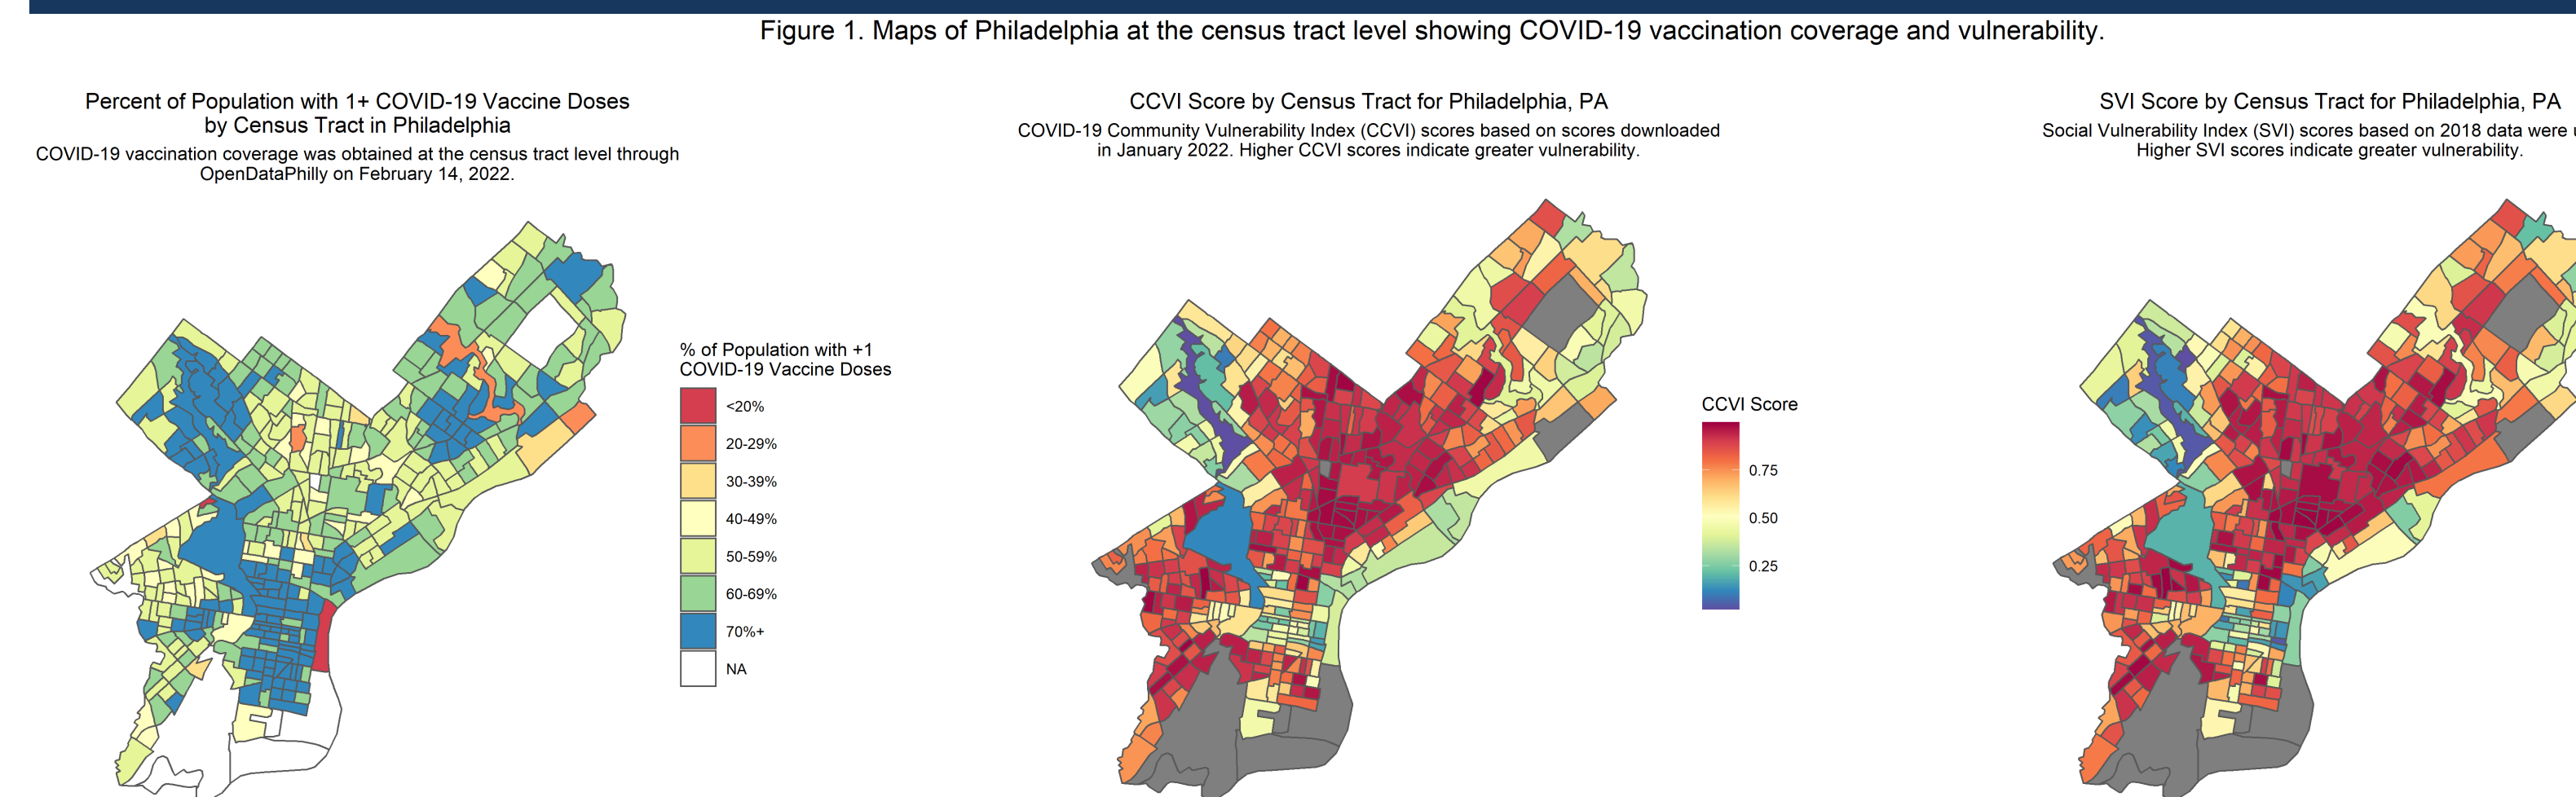 Figure 1. Maps of Philadelphia at the census tract level showing COVID-19 vaccination coverage and vulnerability.
Percent of Population with 1+ COVID-19 Vaccine Doses
by Census Tract in Philadelphia
COVID-19 vaccination coverage was obtained at the census tract level through
OpenDataPhilly on February 14, 2022.
% of Population with +1
COVID-19 Vaccine Doses
<20%
20-29%
30-39%
40-49%
50-59%
60-69%
70%+
NA
CCVI Score by Census Tract for Philadelphia, PA
COVID-19 Community Vulnerability Index (CCVI) scores based on scores downloaded
in January 2022. Higher CCVI scores indicate greater vulnerability.
CCVI Score
0.75
0.50
0.25
SVI Score by Census Tract for Philadelphia, PA
Social Vulnerability Index (SVI) scores based on 2018 data were
Higher SVI scores indicate greater vulnerability.